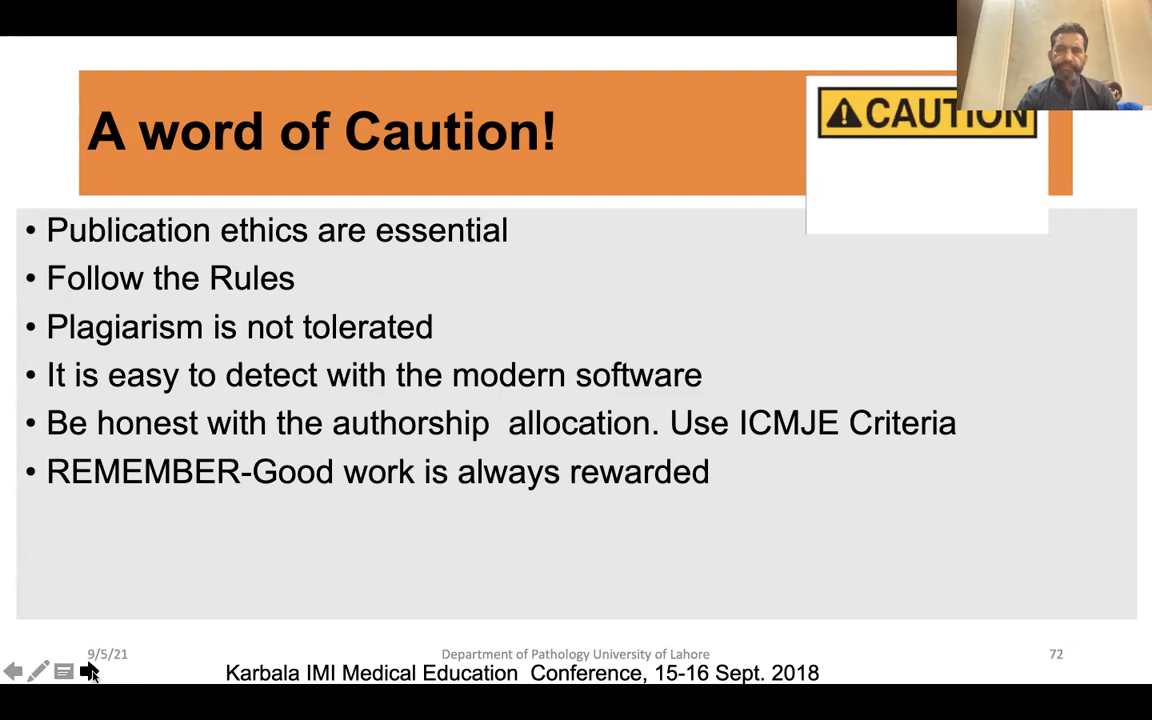 A word of Caution!
CAUTION
• Publication ethics are essential
• Follow the Rules
• Plagiarism is not tolerated
• It is easy to detect with the modern software
• Be honest with the authorship  allocation. Use ICMJE Criteria
• REMEMBER-Good work is always rewarded
9/5/21
Department of Pathology University of Lahore
72
Karbala IMI Medical Education  Conference, 15-16 Sept. 2018